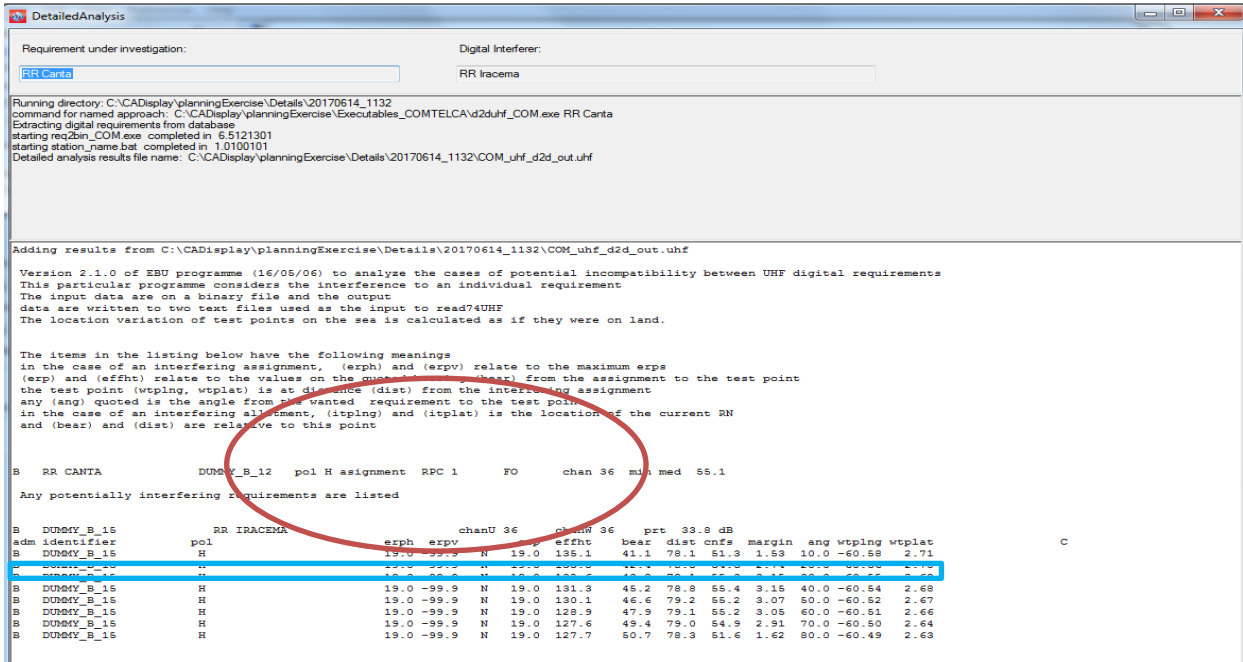 DetailedAnalysis
Requirement under investigation: Digital Interferer:
RR Canta RR Iracema
Running directory: C:\CADisplay\planningExercise\Details\20170614_1132
command for named approach: C:\CADisplay\planningExercise\Executables_COMTELCA\d2duhf_COM.exe RR Canta
Extracting digital requirements from database
starting req2bin_COM.exe completed in 6.5121301
starting station_name.bat completed in 1.0100101
Detailed analysis results file name: C:\CADisplay\planningExercise\Details\20170614_1132\COM_uhf_d2d_out.uhf
Adding results from C:\CADisplay\planningExercise\Details\20170614_1132\COM_uhf_d2d_out.uhf
Version 2.1.0 of EBU programme (16/05/06) to analyze the cases of potential incompatibility between UHF digital requirements
This particular programme considers the interference to an individual requirement
The input data are on a binary file and the output
data are written to two text files used as the input to read74UHF
The location variation of test points on the sea is calculated as if they were on land.
The items in the listing below have the following meanings
in the case of an interfering assignment, (erph) and (erpv) relate to the maximum erps
(erp) and (effht) relate to the values on the quoted (bear) from the assignment to the test point
the test point (wtplng, wtplat) is at distance (dist) from the interfering assignment
any (ang) quoted is the angle from the wanted requirement to the test point
in the case of an interfering allotment, (itplng) and (itplat) is the location of the current RN
and (bear) and (dist) are relative to this point
B RR CANTA DUMMY_B_12 pol H asignment RPC 1 FO chan 36 min med 55.1
Any potentially interfering requirements are listed
B DUMMY_B_15 RR IRACEMA chanU 36 chanW 36 prt 33.8 dB
adm identifier pol erph erpv effht bear dist cnfs margin ang wtplng wtplat C
B DUMMY_B_15 H 19.0 -99.9 N 19.0 135.1 41.1 78.1 51.3 1.53 10.0 -60.58 2.71
B DUMMY_B_15 H 19.0 -99.9 N 19.0 131.3 45.2 78.8 55.4 3.15 40.0 -60.54 2.68
B DUMMY_B_15 H 19.0 -99.9 N 19.0 130.1 46.6 79.2 55.2 3.07 50.0 -60.52 2.67
B DUMMY_B_15 H 19.0 -99.9 N 19.0 128.9 47.9 79.1 55.2 3.05 60.0 -60.51 2.66
B DUMMY_B_15 H 19.0 -99.9 N 19.0 127.6 49.4 79.0 54.9 2.91 70.0 -60.50 2.64
B DUMMY_B_15 H 19.0 -99.9 N 19.0 127.7 50.7 78.3 51.6 1.62 80.0 -60.49 2.63